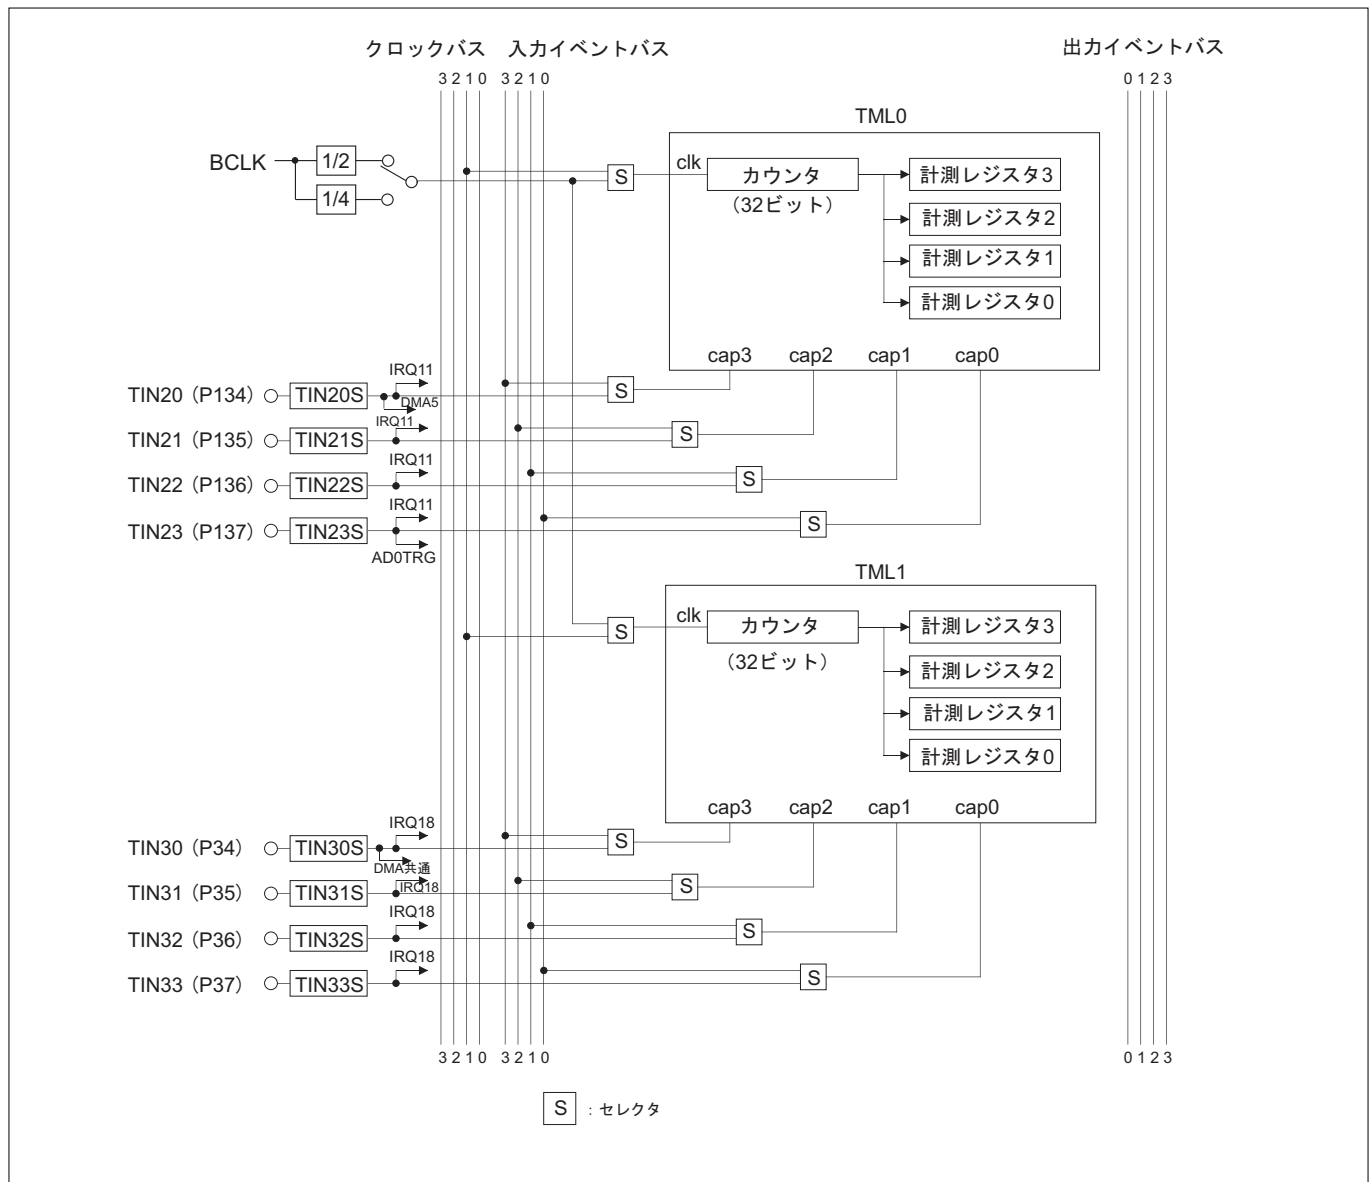 クロックバス 入力イベントバス 出力イベントバス
3 2 1 0 3 2 1 0 0 1 2 3
TML0
BCLK 1/2 S clk カウンタ 計測レジスタ3
(32ビット)
1/4 計測レジスタ2
計測レジスタ1
計測レジスタ0
cap3 cap2 cap1 cap0
IRQ11
TIN20 (P134) TIN20S S
DMA5
IRQ11
TIN21 (P135) TIN21S S
IRQ11
TIN22 (P136) TIN22S S
IRQ11
TIN23 (P137) TIN23S S
AD0TRG
TML1
S clk カウンタ 計測レジスタ3
(32ビット) 計測レジスタ2
計測レジスタ1
計測レジスタ0
cap3 cap2 cap1 cap0
IRQ18
TIN30 (P34) TIN30S S
DMA共通
IRQ18
TIN31 (P35) TIN31S S
IRQ18
TIN32 (P36) TIN32S S
IRQ18
TIN33 (P37) TIN33S S
3 2 1 0 3 2 1 0 0 1 2 3
S : セレクタ